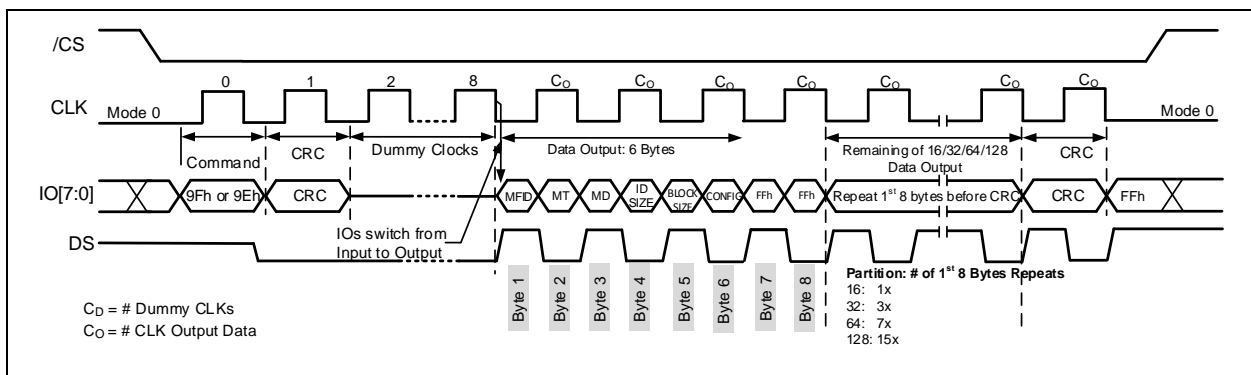 /CS
0 1 2 8 CO CO CO CO CO CO CO
CLK
Mode 0 Mode 0
Command CRC Dummy Clocks Data Output: 6 Bytes Remaining of 16/32/64/128 Data Output CRC
IO[7:0]
9Fh or 9Eh CRC MFID MT MD ID SIZE BLOCK SIZE CONFIG FFh FFh Repeat 1st 8 bytes before CRC CRC FFh
IOs switch from
Input to Output
DS
Byte 1 Byte 2 Byte 3 Byte 4 Byte 5 Byte 6 Byte 7 Byte 8
Partition: # of 1st 8 Bytes Repeats
16: 1x
32: 3x
64: 7x
128: 15x
CD = # Dummy CLKs
CO = # CLK Output Data